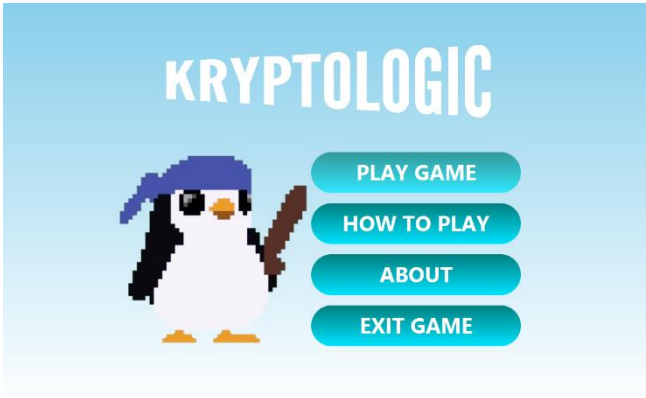 KRYPTOLOGIC
PLAY GAME
HOW TO PLAY
ABOUT
EXIT GAME